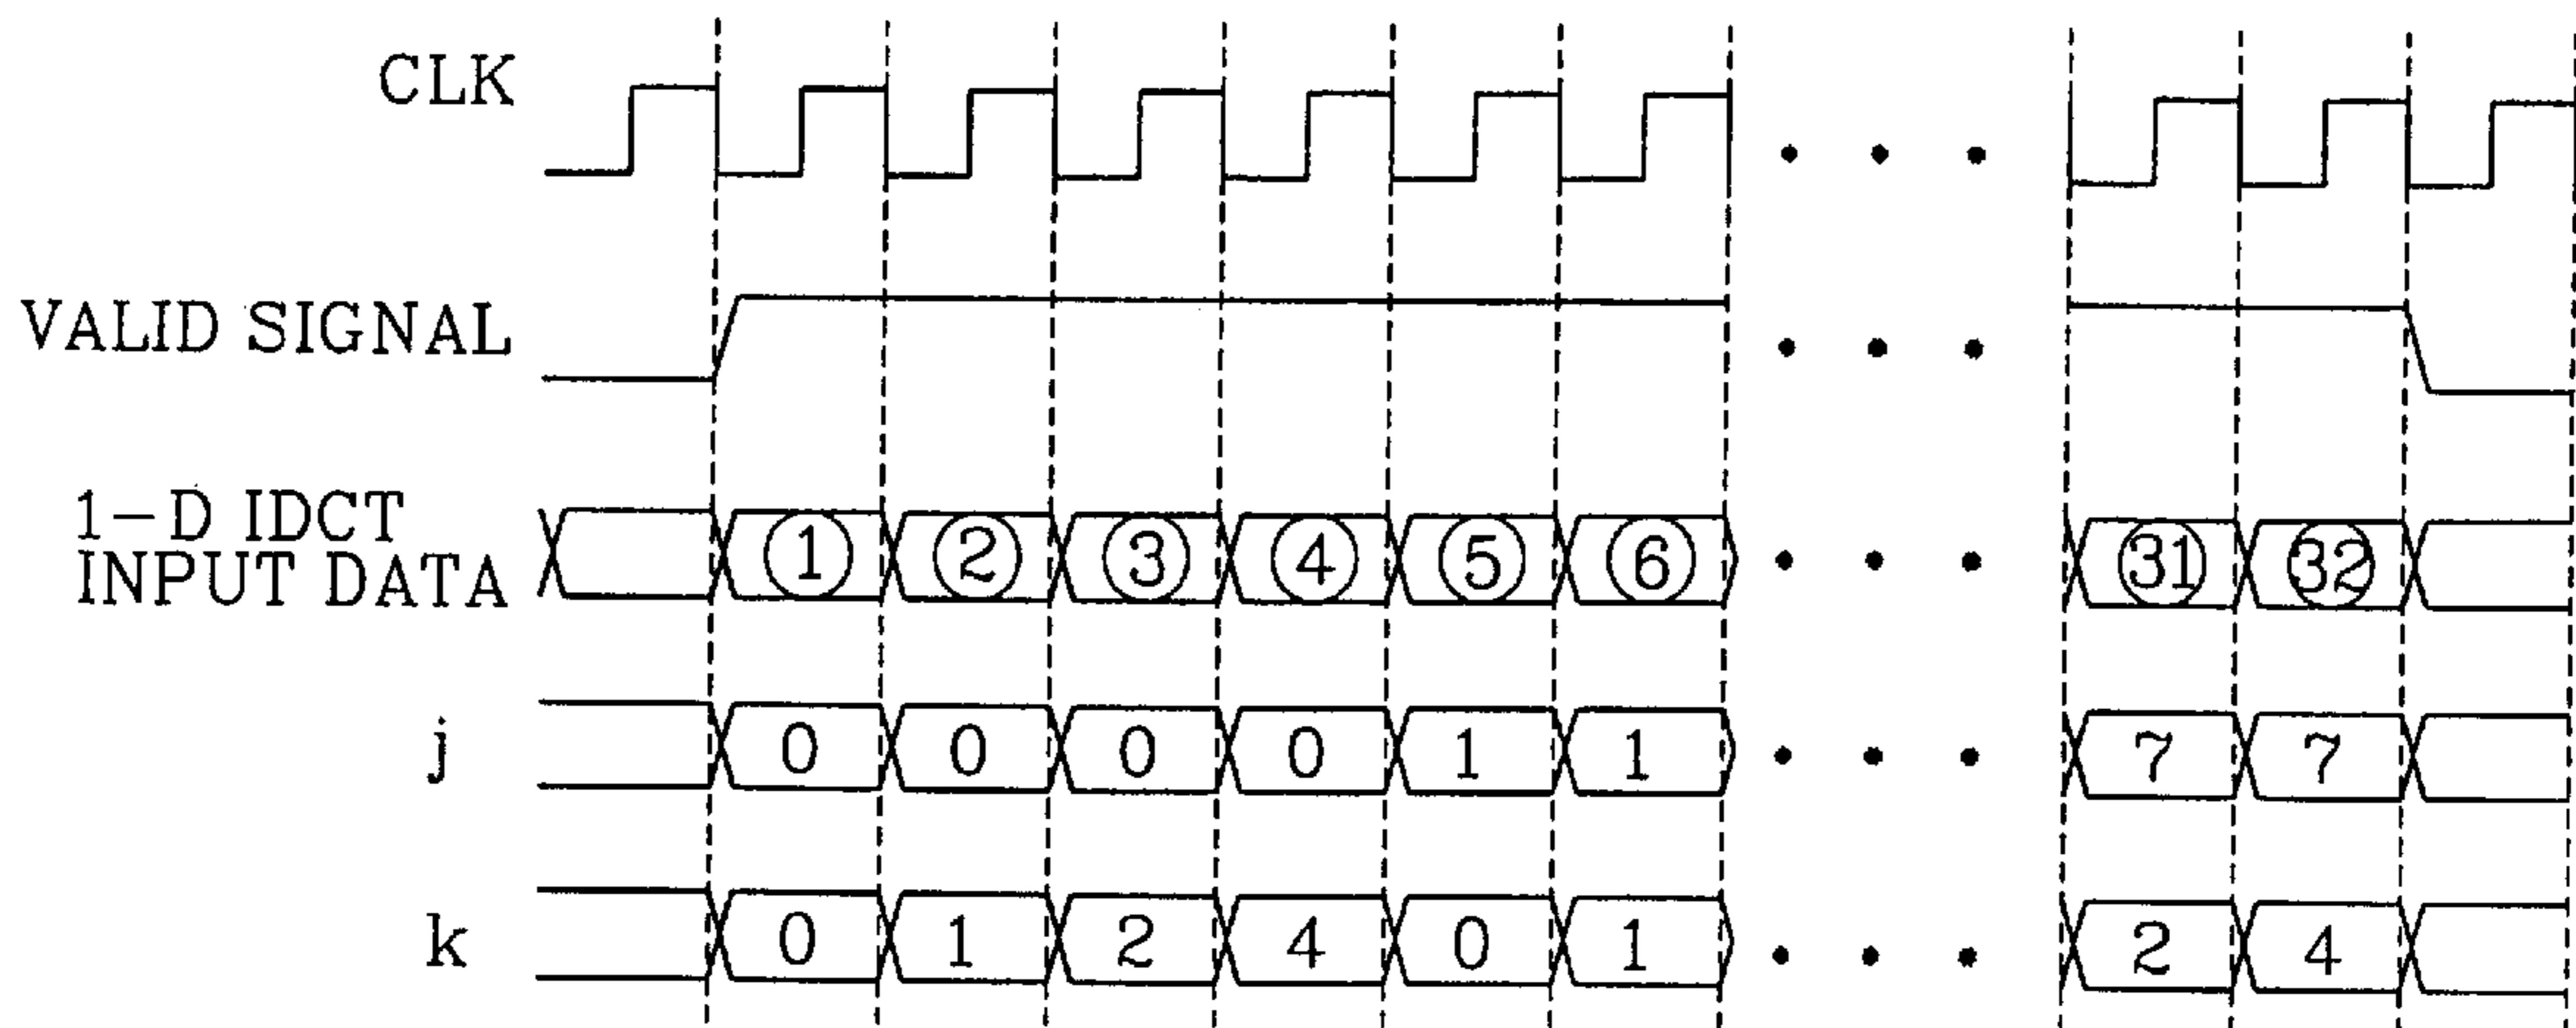 CLK
VALID SIGNAL
1-D IDCT
INPUT DATA ① ② ③ ④ ⑤ ⑥ • • • ㉛ ㉜
j 0 0 0 0 1 1 • • • 7 7
k 0 1 2 4 0 1 • • • 2 4